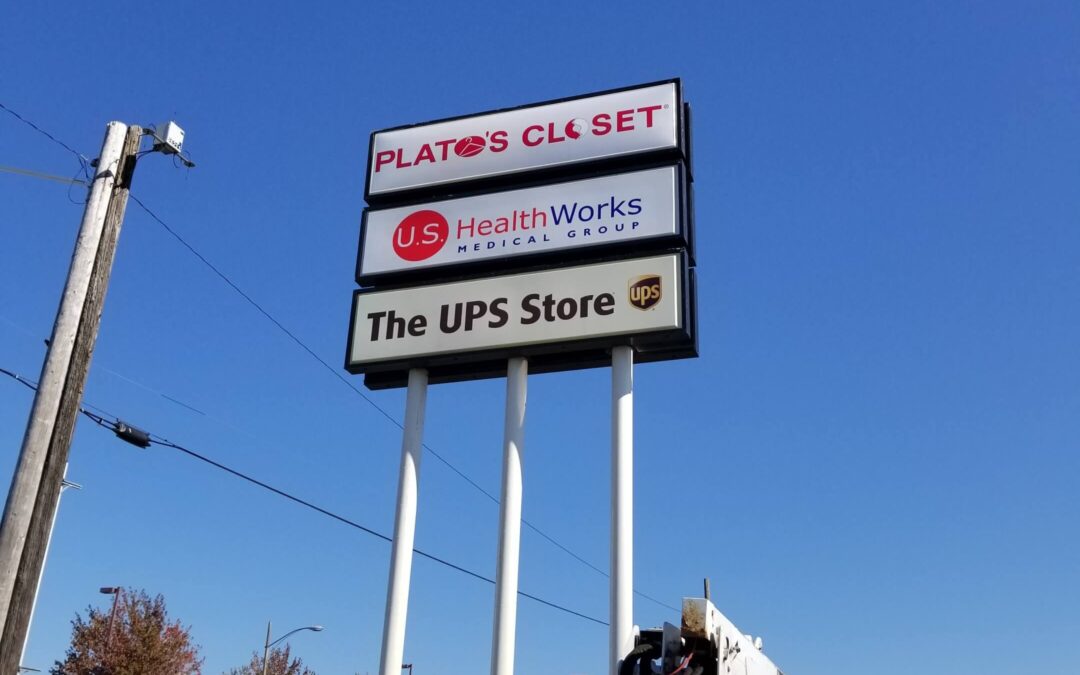 PLATO'S CLOSET®
U.S. HealthWorks
MEDICAL GROUP
The UPS Store
ups